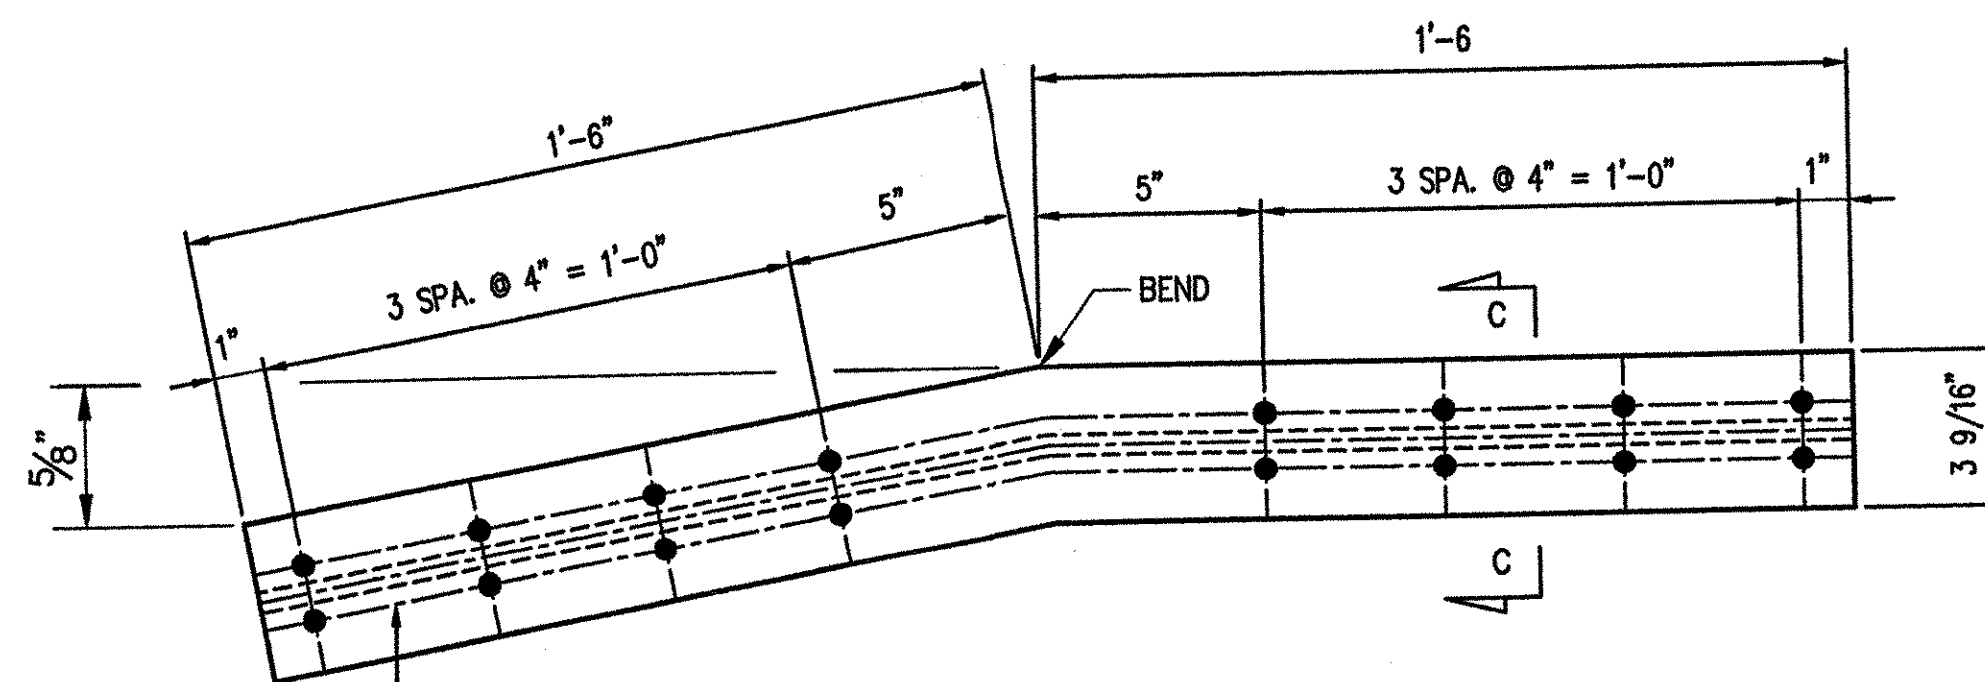 1'-6
1'-6"
3 SPA. @ 4" = 1'-0"
1"
5"
5"
3 SPA. @ 4" = 1'-0"
1"
BEND
C
5/8"
3 9/16"
C